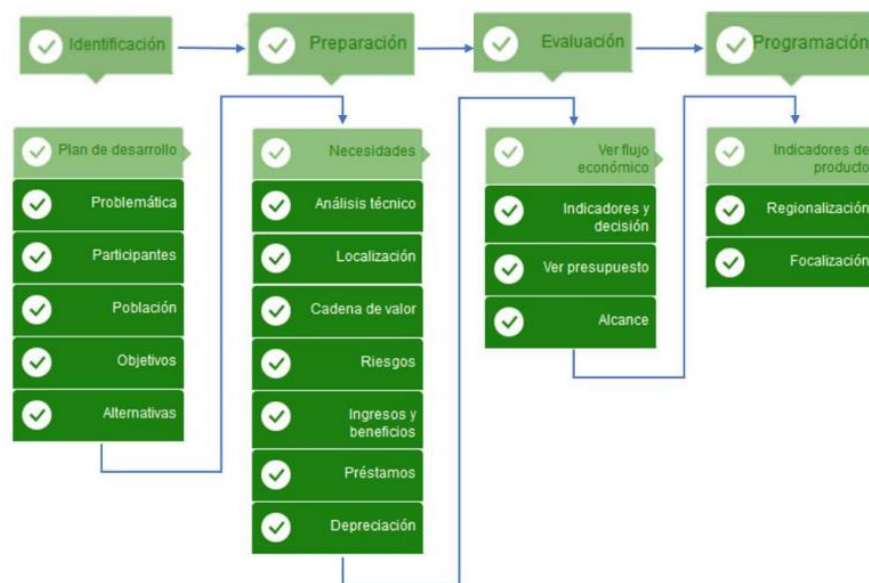 Identificación
Preparación
Evaluación
Programación
Plan de desarrollo
Problemática
Participantes
Población
Objetivos
Alternativas
Necesidades
Análisis técnico
Localización
Cadena de valor
Riesgos
Ingresos y
beneficios
Préstamos
Depreciación
Ver flujo
económico
Indicadores y
decisión
Ver presupuesto
Alcance
Indicadores de
producto
Regionalización
Focalización